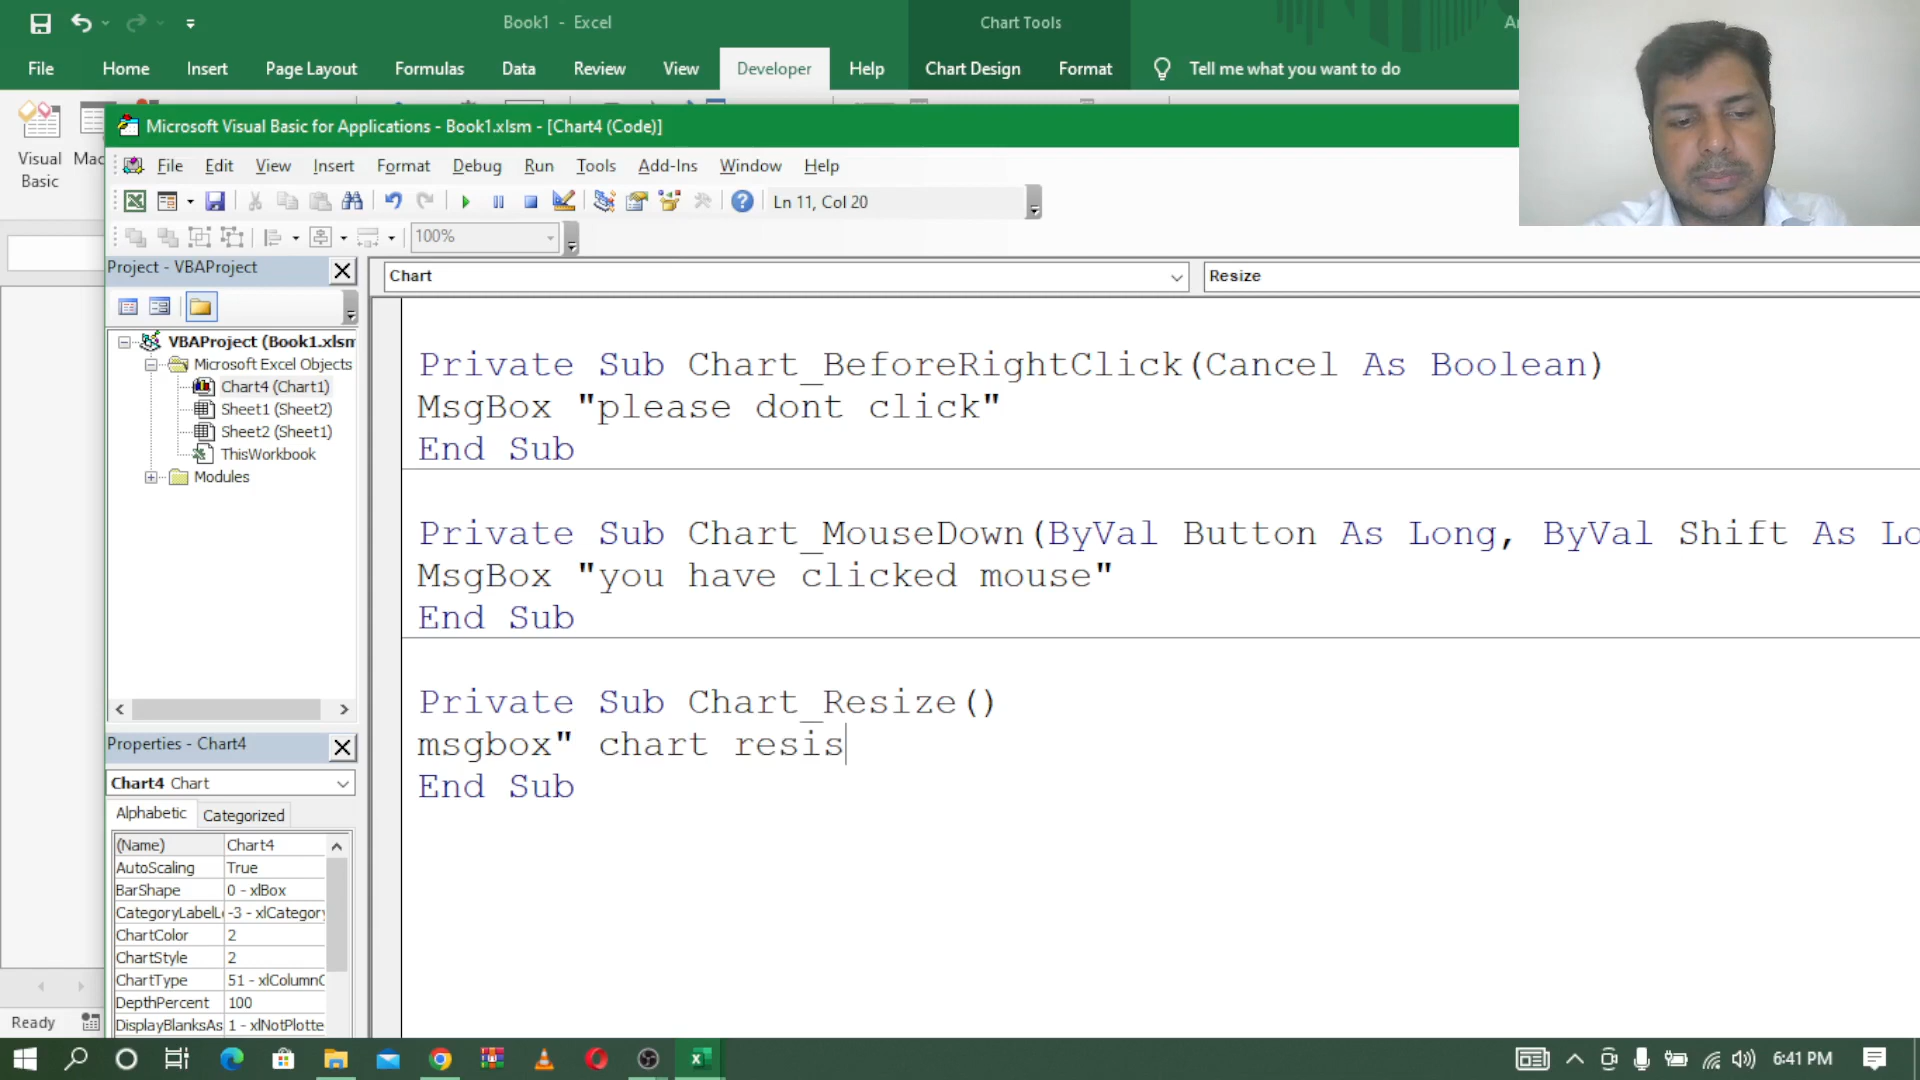 Book1 - Excel
Chart Tools
File Home Insert Page Layout Formulas Data Review View Developer Help Chart Design Format Tell me what you want to do
Visual
Basic
Microsoft Visual Basic for Applications - Book1.xlsm - [Chart4 (Code)]
File Edit View Insert Format Debug Run Tools Add-Ins Window Help
Ln 11, Col 20
100%
Project - VBAProject
Chart
Resize
VBAProject (Book1.xlsm
Microsoft Excel Objects
Chart4 (Chart1)
Sheet1 (Sheet2)
Sheet2 (Sheet1)
ThisWorkbook
Modules
Private Sub Chart_BeforeRightClick(Cancel As Boolean)
MsgBox "please dont click"
End Sub
Private Sub Chart_MouseDown(ByVal Button As Long, ByVal Shift As Lo
MsgBox "you have clicked mouse"
End Sub
Private Sub Chart_Resize()
msgbox" chart resis
End Sub
Properties - Chart4
Chart4 Chart
Alphabetic Categorized
(Name) Chart4
AutoScaling True
BarShape 0 - xlBox
CategoryLabelL -3 - xlCategory
ChartColor 2
ChartStyle 2
ChartType 51 - xlColumnC
DepthPercent 100
DisplayBlanksAs 1 - xlNotPlotte
Ready
6:41 PM